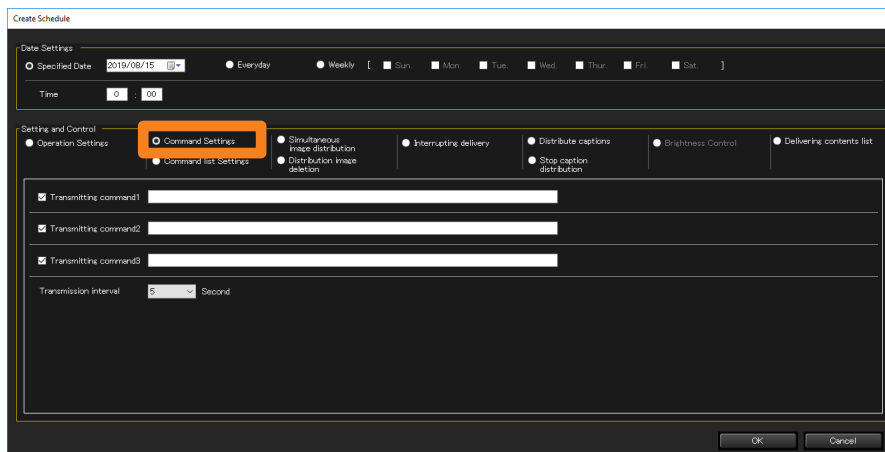 Create Schedule
Date Settings
Specified Date 2019/08/15 Everyday Weekly [ Sun. Mon. Tue. Wed. Thur. Fri. Sat. ]
Time 0 : 00
Setting and Control
Operation Settings Command Settings Simultaneous image distribution Interrupting delivery Distribute captions Brightness Control Delivering contents list
Command list Settings Distribution image deletion Stop caption distribution
Transmitting command1
Transmitting command2
Transmitting command3
Transmission interval 5 Second
OK Cancel